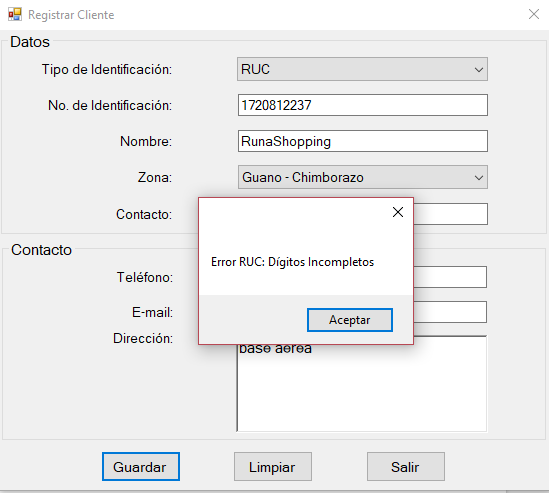 Registrar Cliente
Datos
Tipo de Identificación: RUC
No. de Identificación: 1720812237
Nombre: RunaShopping
Zona: Guano - Chimborazo
Contacto:
Error RUC: Dígitos Incompletos
Aceptar
Contacto
Teléfono:
E-mail:
Dirección:
base aerea
Guardar Limpiar Salir